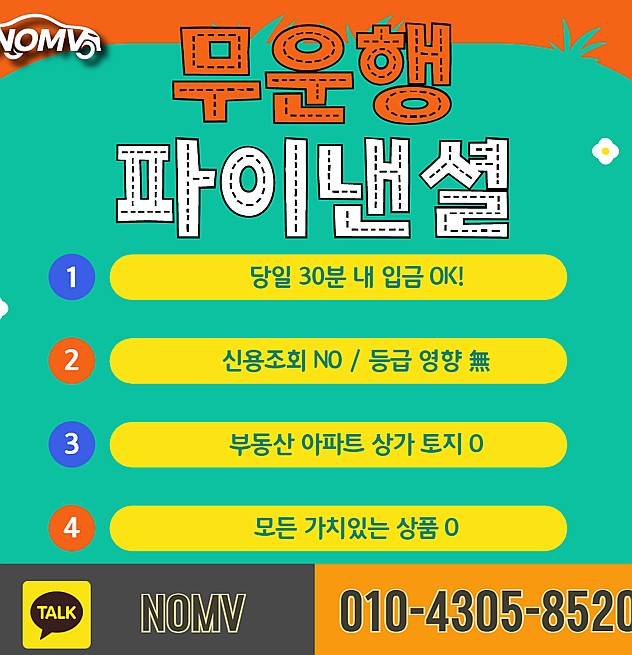 NOMV
무운행
파이낸셜
1 당일 30분 내 입금 OK!
2 신용조회 NO / 등급 영향 無
3 부동산 아파트 상가 토지 O
4 모든 가치있는 상품 O
TALK NOMV 010-4305-8520